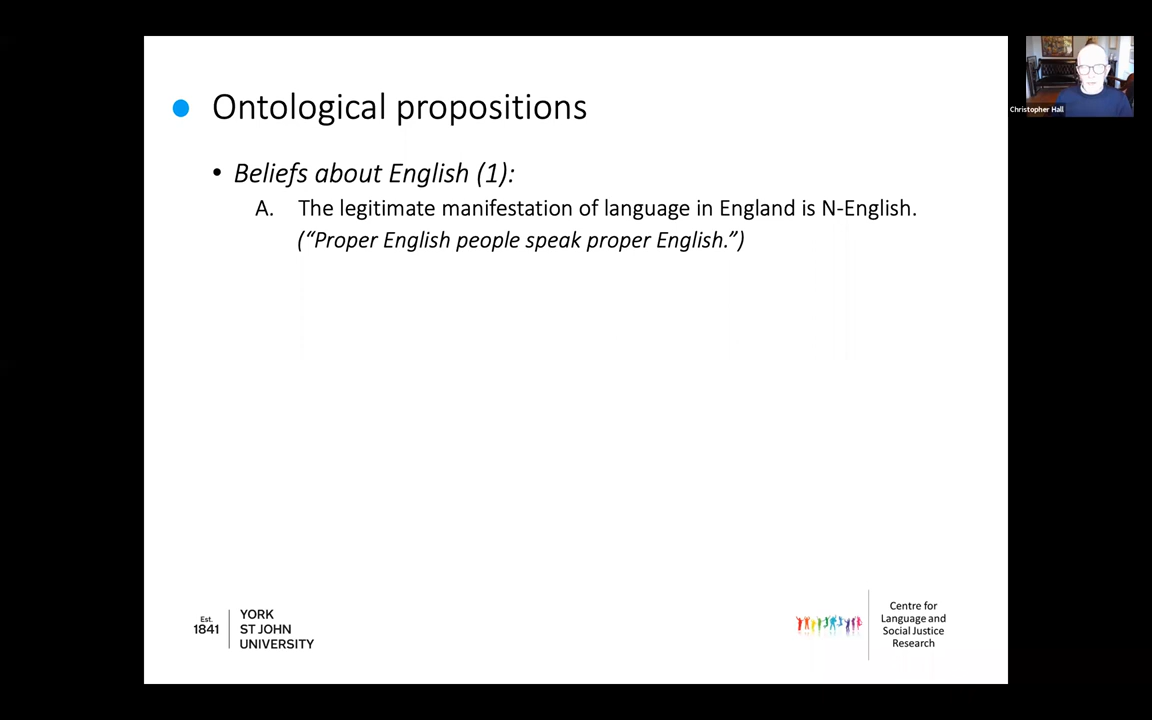 Ontological propositions
• Beliefs about English (1):
A. The legitimate manifestation of language in England is N-English.
(“Proper English people speak proper English.”)
Christopher Hall
Est.
1841
YORK
ST JOHN
UNIVERSITY
Centre for
Language and
Social Justice
Research